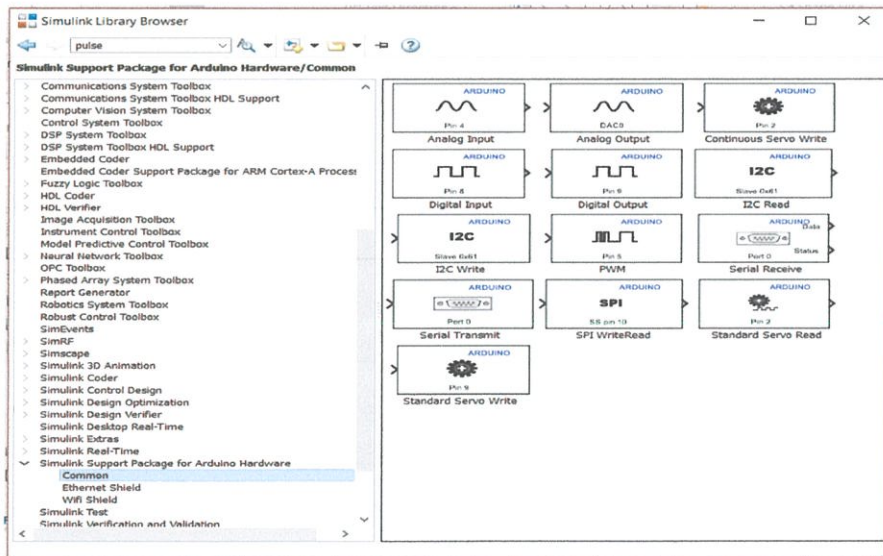 Simulink Library Browser
pulse
Simulink Support Package for Arduino Hardware/Common
Communications System Toolbox
Communications System Toolbox HDL Support
Computer Vision System Toolbox
Control System Toolbox
DSP System Toolbox
DSP System Toolbox HDL Support
Embedded Coder
Embedded Coder Support Package for ARM Cortex-A Process
Fuzzy Logic Toolbox
HDL Coder
HDL Verifier
Image Acquisition Toolbox
Instrument Control Toolbox
Model Predictive Control Toolbox
Neural Network Toolbox
OPC Toolbox
Phased Array System Toolbox
Report Generator
Robotics System Toolbox
Robust Control Toolbox
SimEvents
SimRF
Simscape
Simulink 3D Animation
Simulink Coder
Simulink Control Design
Simulink Design Optimization
Simulink Design Verifier
Simulink Desktop Real-Time
Simulink Extras
Simulink Real-Time
Simulink Support Package for Arduino Hardware
Common
Ethernet Shield
Wifi Shield
Simulink Test
Simulink Verification and Validation
ARDUINO
Pin 4
Analog Input
ARDUINO
DAC0
Analog Output
ARDUINO
Pin 2
Continuous Servo Write
ARDUINO
Pin 8
Digital Input
ARDUINO
Pin 9
Digital Output
ARDUINO
I2C
Slave 0x61
I2C Read
ARDUINO
I2C
Slave 0x61
I2C Write
ARDUINO
Pin 5
PWM
ARDUINO
Data
Status
Port 0
Serial Receive
ARDUINO
Port 0
Serial Transmit
ARDUINO
SPI
SS pin 10
SPI WriteRead
ARDUINO
Pin 2
Standard Servo Read
ARDUINO
Pin 9
Standard Servo Write